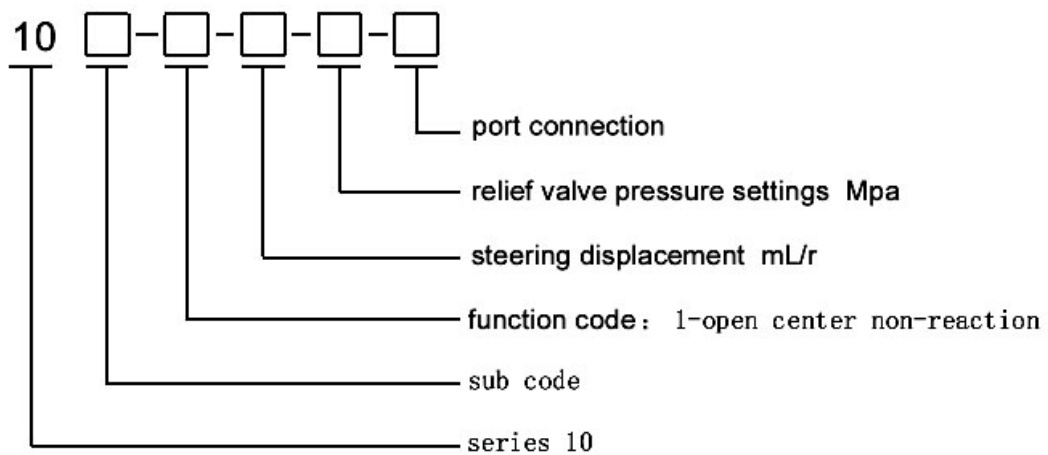 10 □-□-□-□-□
port connection
relief valve pressure settings Mpa
steering displacement mL/r
function code： 1-open center non-reaction
sub code
series 10